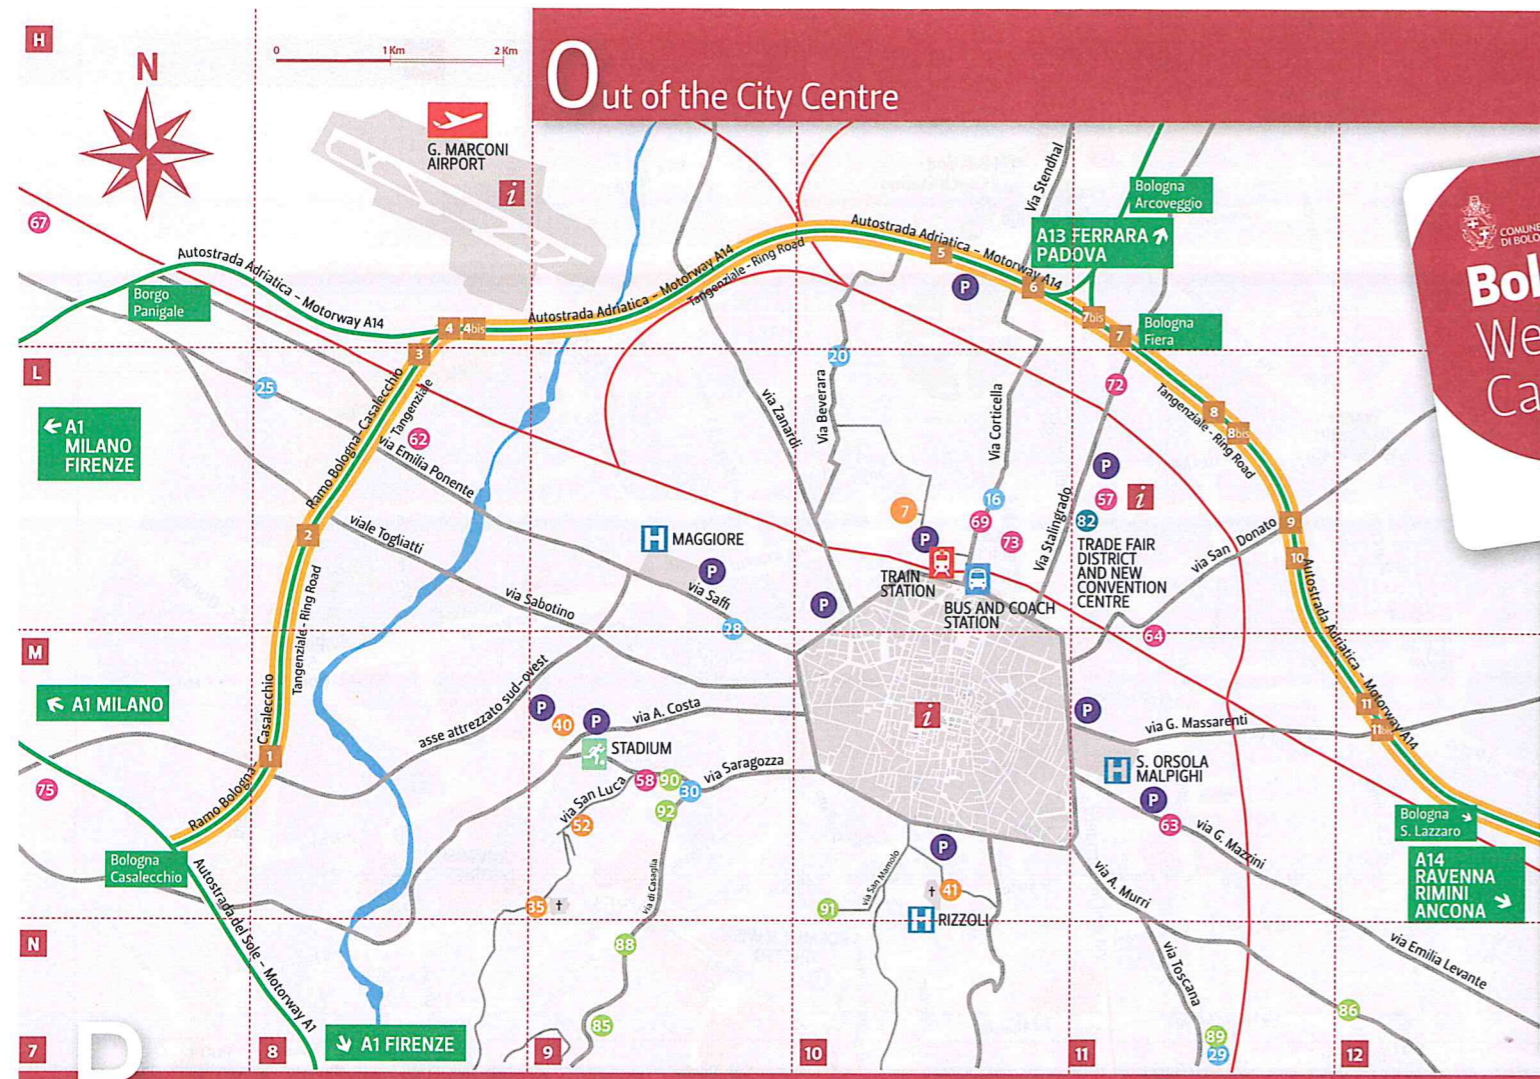 H
N
0 1 Km 2 Km
Out of the City Centre
G. MARCONI
AIRPORT
i
67
Autostrada Adriatica - Motorway A14
Borgo
Panigale
4
4bis
3
Autostrada Adriatica - Motorway A14
Tangenziale - Ring Road
Autostrada Adriatica - Motorway A14
5
P
6
Via Stendhal
Bologna
Arcoveggio
A13 FERRARA
PADOVA
7bis
7
Bologna
Fiera
COMUNE
Bol
We
Ca
L
A1
MILANO
FIRENZE
25
62
Ramo Bologna-Casalecchio
Tangenziale
via Emilia Ponente
2
viale Togliatti
via Sabotino
H MAGGIORE
P
via Saffi
28
via Zanardi
Via Beverara
20
7
P
TRAIN
STATION
P
Via Corticella
16
69
73
BUS AND COACH
STATION
72
P
57
i
82
TRADE FAIR
DISTRICT
AND NEW
CONVENTION
CENTRE
Via Stalingrado
Tangenziale - Ring Road
8
8bis
via San Donato
9
10
64
M
A1 MILANO
Tangenziale - Ring Road
Ramo Bologna - Casalecchio
1
75
asse attrezzato sud-ovest
P
40
P
via A. Costa
STADIUM
58
90
30
92
via Saragozza
via San Luca
52
35
via di Casaglia
i
P
via San Mamolo
41
91
H RIZZOLI
P
via G. Massarenti
H S. ORSOLA
MALPIGHI
P
63
via G. Mazzini
via A. Murri
Autostrada Adriatica - Motorway A14
11
Bologna
S. Lazzaro
A14
RAVENNA
RIMINI
ANCONA
Bologna
Casalecchio
Autostrada del Sole - Motorway A1
N
88
85
via Toscana
89
29
86
via Emilia Levante
A1 FIRENZE
7
8
9
10
11
12